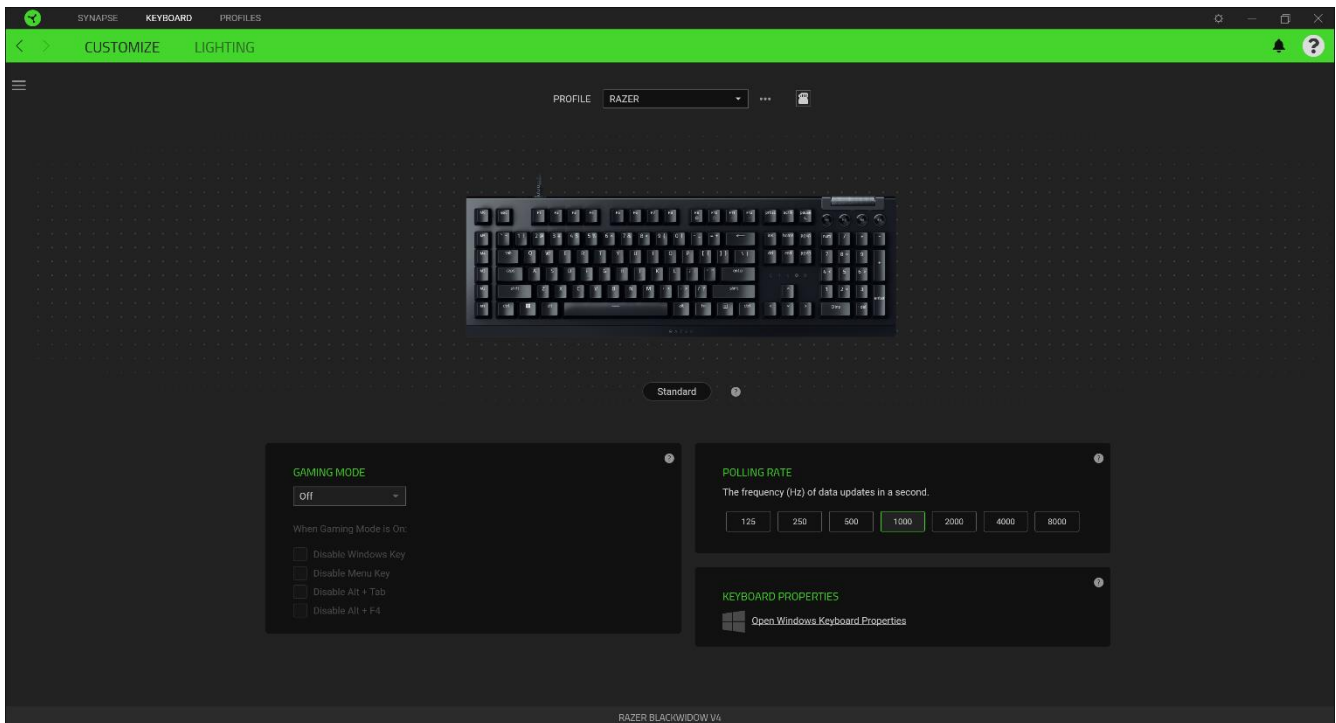 SYNAPSE KEYBOARD PROFILES
CUSTOMIZE LIGHTING
PROFILE RAZER
Standard
GAMING MODE
Off
When Gaming Mode is On:
Disable Windows Key
Disable Menu Key
Disable Alt + Tab
Disable Alt + F4
POLLING RATE
The frequency (Hz) of data updates in a second.
125 250 500 1000 2000 4000 8000
KEYBOARD PROPERTIES
Open Windows Keyboard Properties
RAZER BLACKWIDOW V4